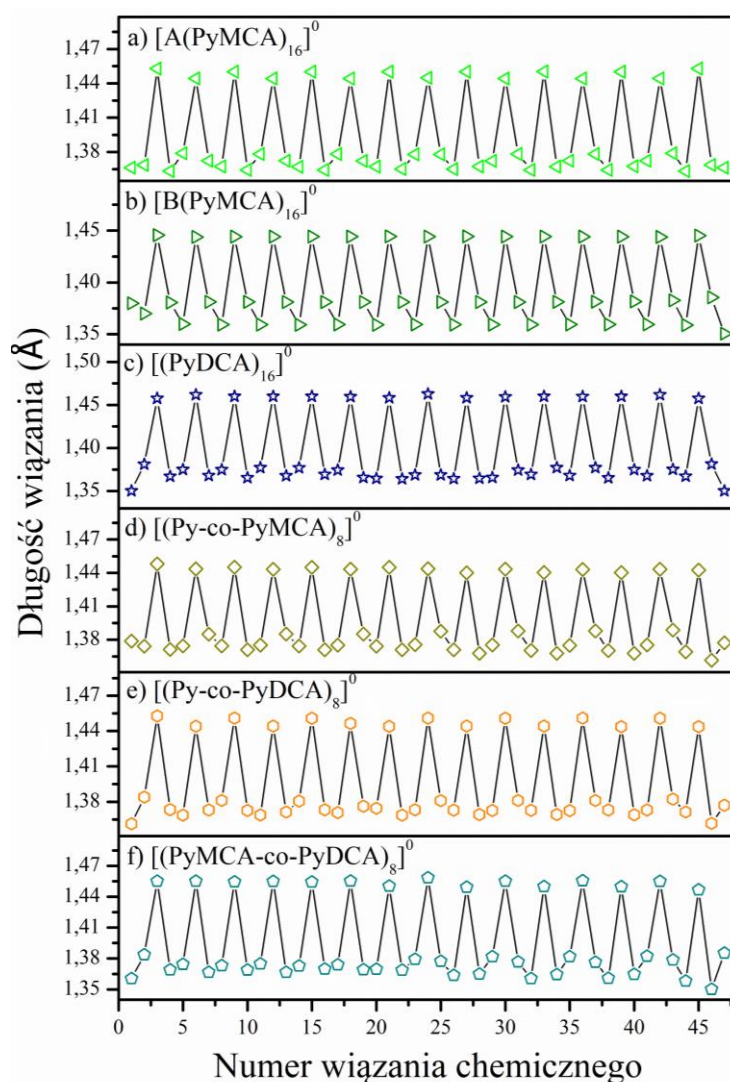 a) [A(PyMCA)16]0
1,47
1,44
1,41
1,38
b) [B(PyMCA)16]0
1,45
1,40
1,35
c) [(PyDCA)16]0
1,50
1,45
1,40
1,35
d) [(Py-co-PyMCA)8]0
1,47
1,44
1,41
1,38
e) [(Py-co-PyDCA)8]0
1,47
1,44
1,41
1,38
f) [(PyMCA-co-PyDCA)8]0
1,47
1,44
1,41
1,38
1,35
Długość wiązania (Å)
0 5 10 15 20 25 30 35 40 45
Numer wiązania chemicznego